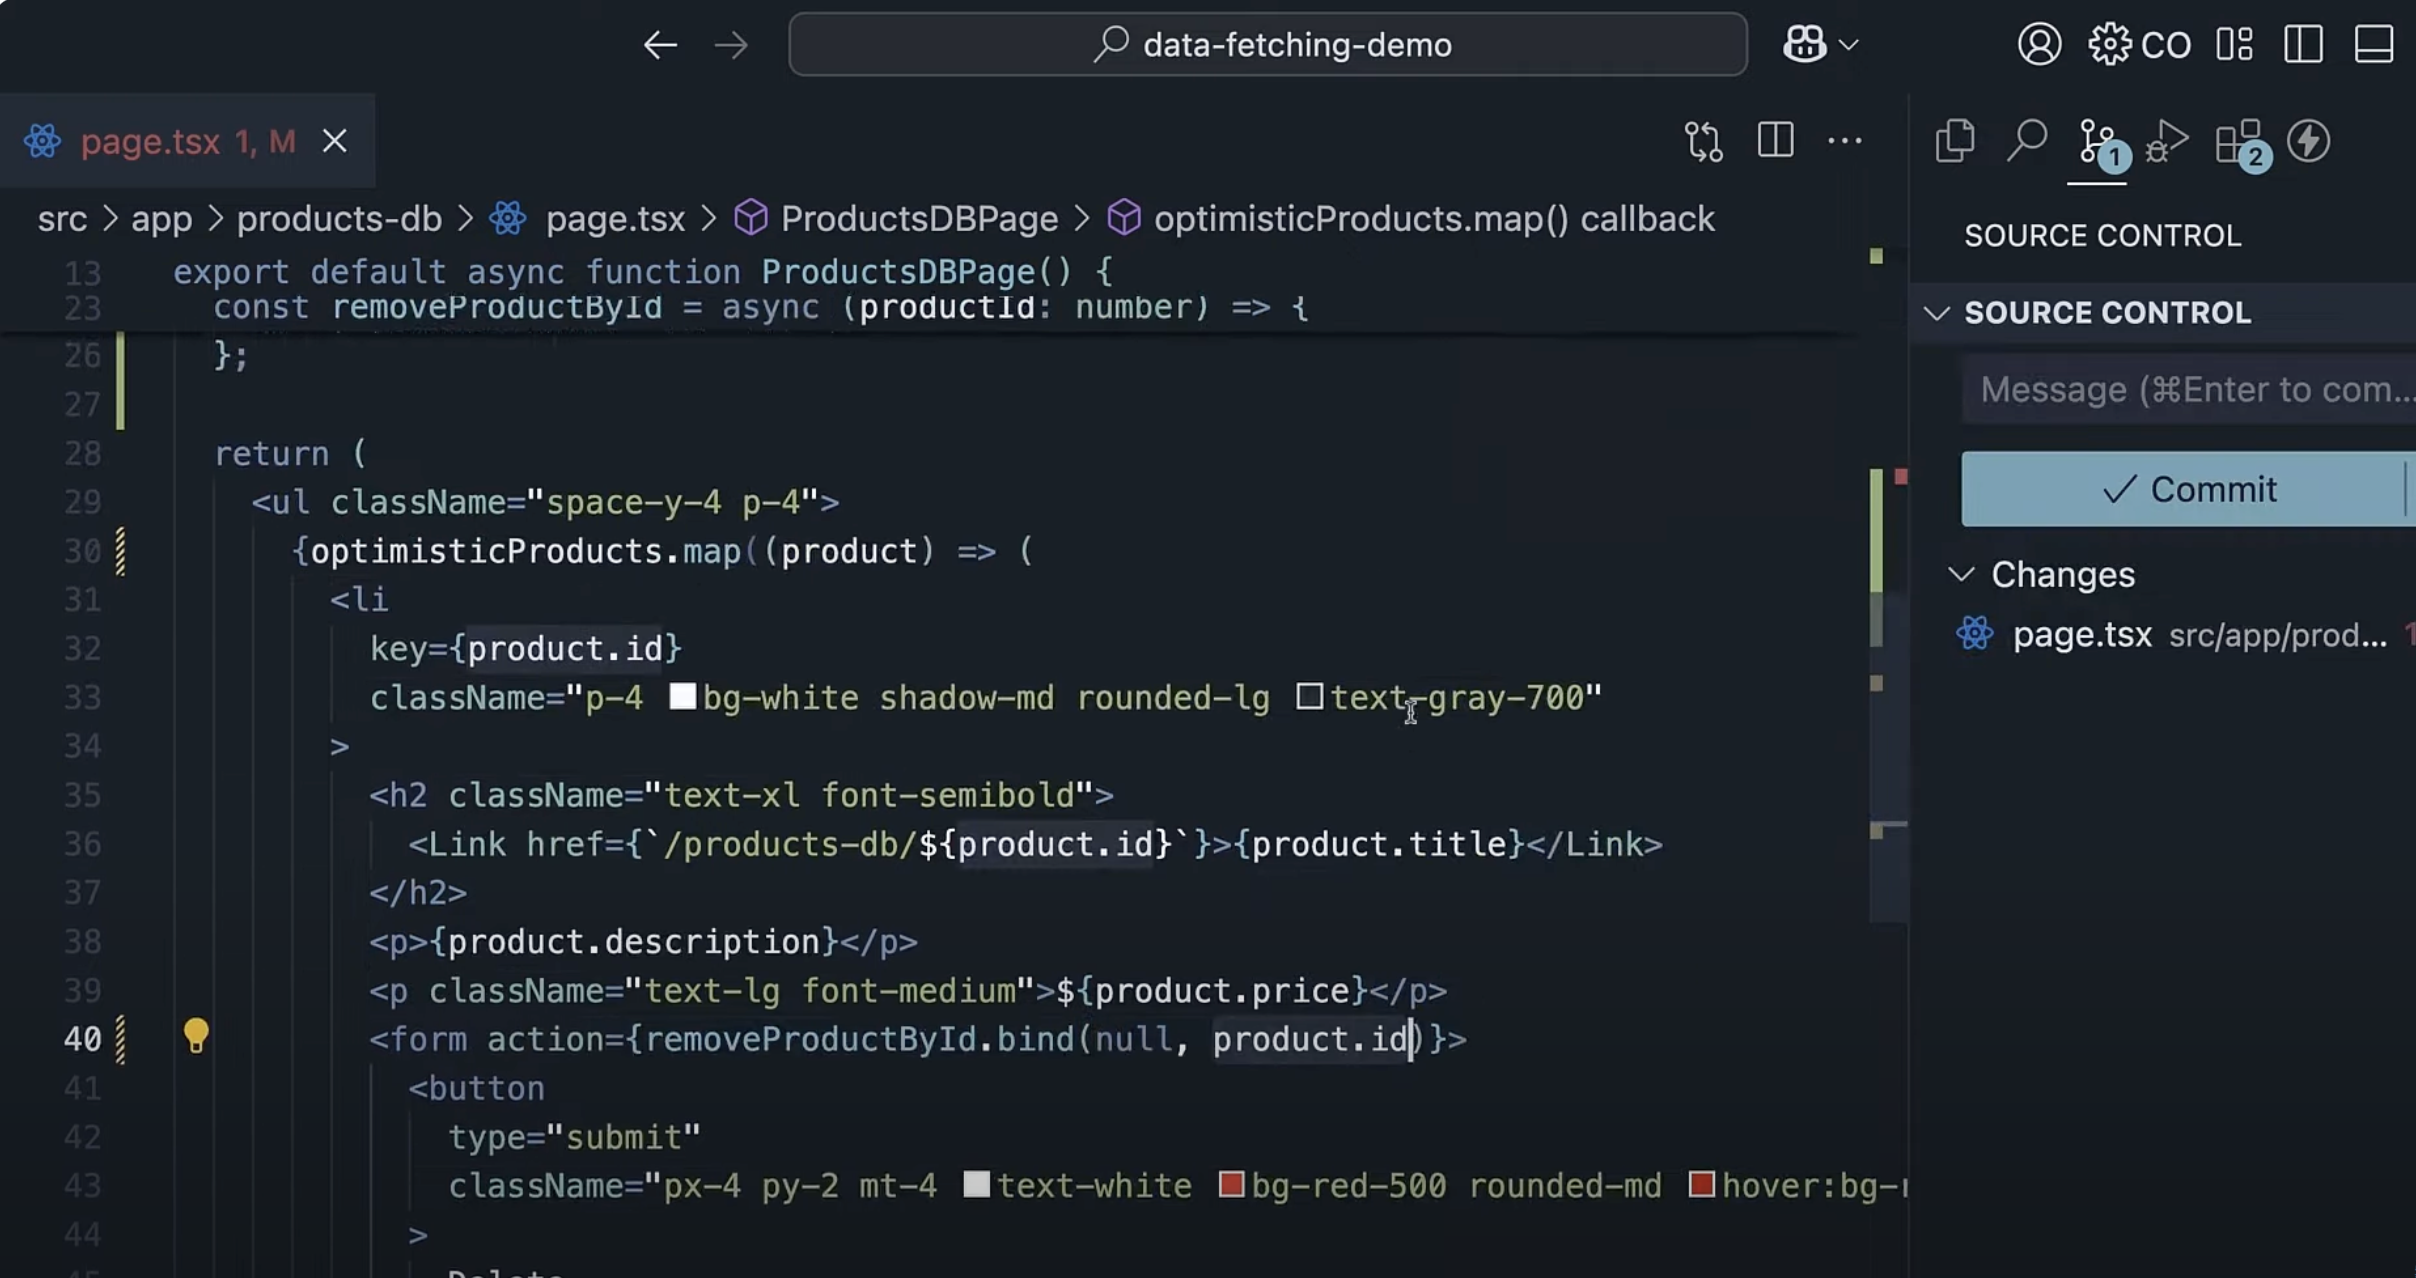 data-fetching-demo
CO
page.tsx 1, M
1
2
src > app > products-db > page.tsx > ProductsDBPage > optimisticProducts.map() callback
SOURCE CONTROL
13 export default async function ProductsDBPage() {
23 const removeProductById = async (productId: number) => {
SOURCE CONTROL
26 };
27
Message (⌘Enter to com...
28 return (
Commit
29 <ul className="space-y-4 p-4">
30 {optimisticProducts.map((product) => (
Changes
31 <li
page.tsx src/app/prod... 1
32 key={product.id}
33 className="p-4 bg-white shadow-md rounded-lg text-gray-700"
34 >
35 <h2 className="text-xl font-semibold">
36 <Link href={`/products-db/${product.id}`}>{product.title}</Link>
37 </h2>
38 <p>{product.description}</p>
39 <p className="text-lg font-medium">${product.price}</p>
40 <form action={removeProductById.bind(null, product.id)}>
41 <button
42 type="submit"
43 className="px-4 py-2 mt-4 text-white bg-red-500 rounded-md hover:bg-r
44 >